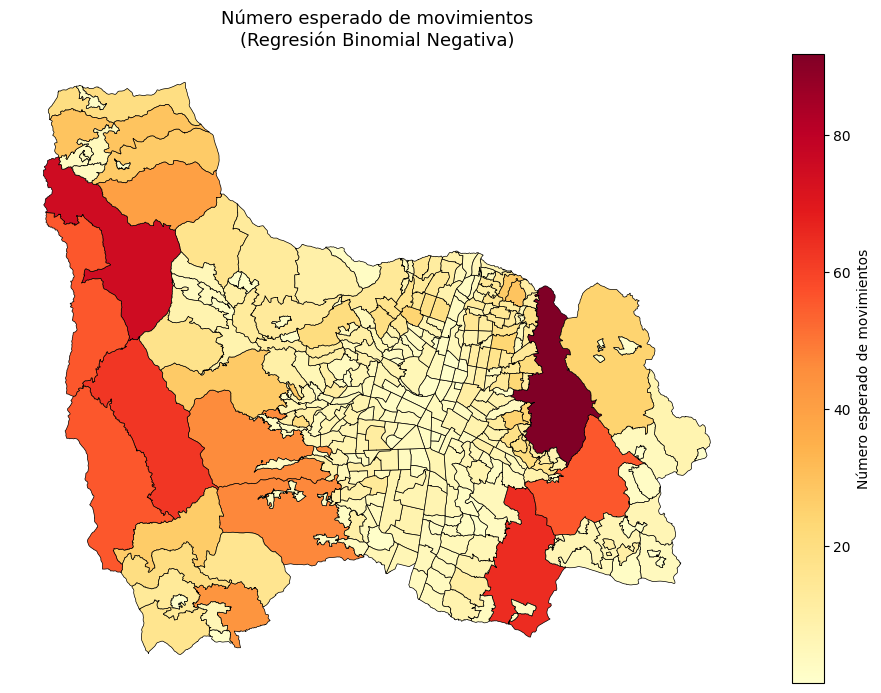 Número esperado de movimientos
(Regresión Binomial Negativa)
80
60
40
20
Número esperado de movimientos